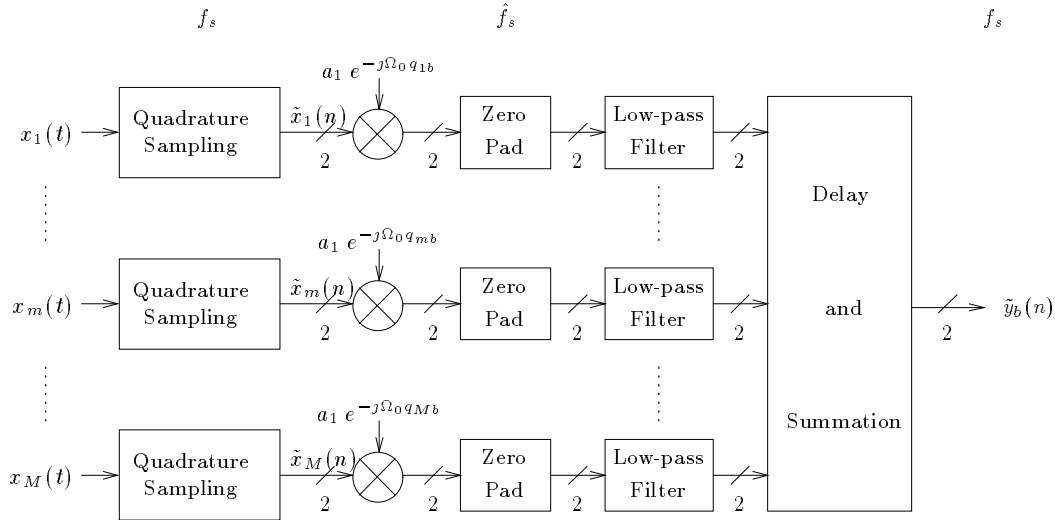 f_s f̂_s f_s
a_1 e^{-jΩ_0 q_{1b}}
x_1(t) Quadrature Sampling x̃_1(n) 2 2 Zero Pad 2 Low-pass Filter 2
a_1 e^{-jΩ_0 q_{mb}}
x_m(t) Quadrature Sampling x̃_m(n) 2 2 Zero Pad 2 Low-pass Filter 2
Delay
and
Summation
2 ỹ_b(n)
a_1 e^{-jΩ_0 q_{Mb}}
x_M(t) Quadrature Sampling x̃_M(n) 2 2 Zero Pad 2 Low-pass Filter 2